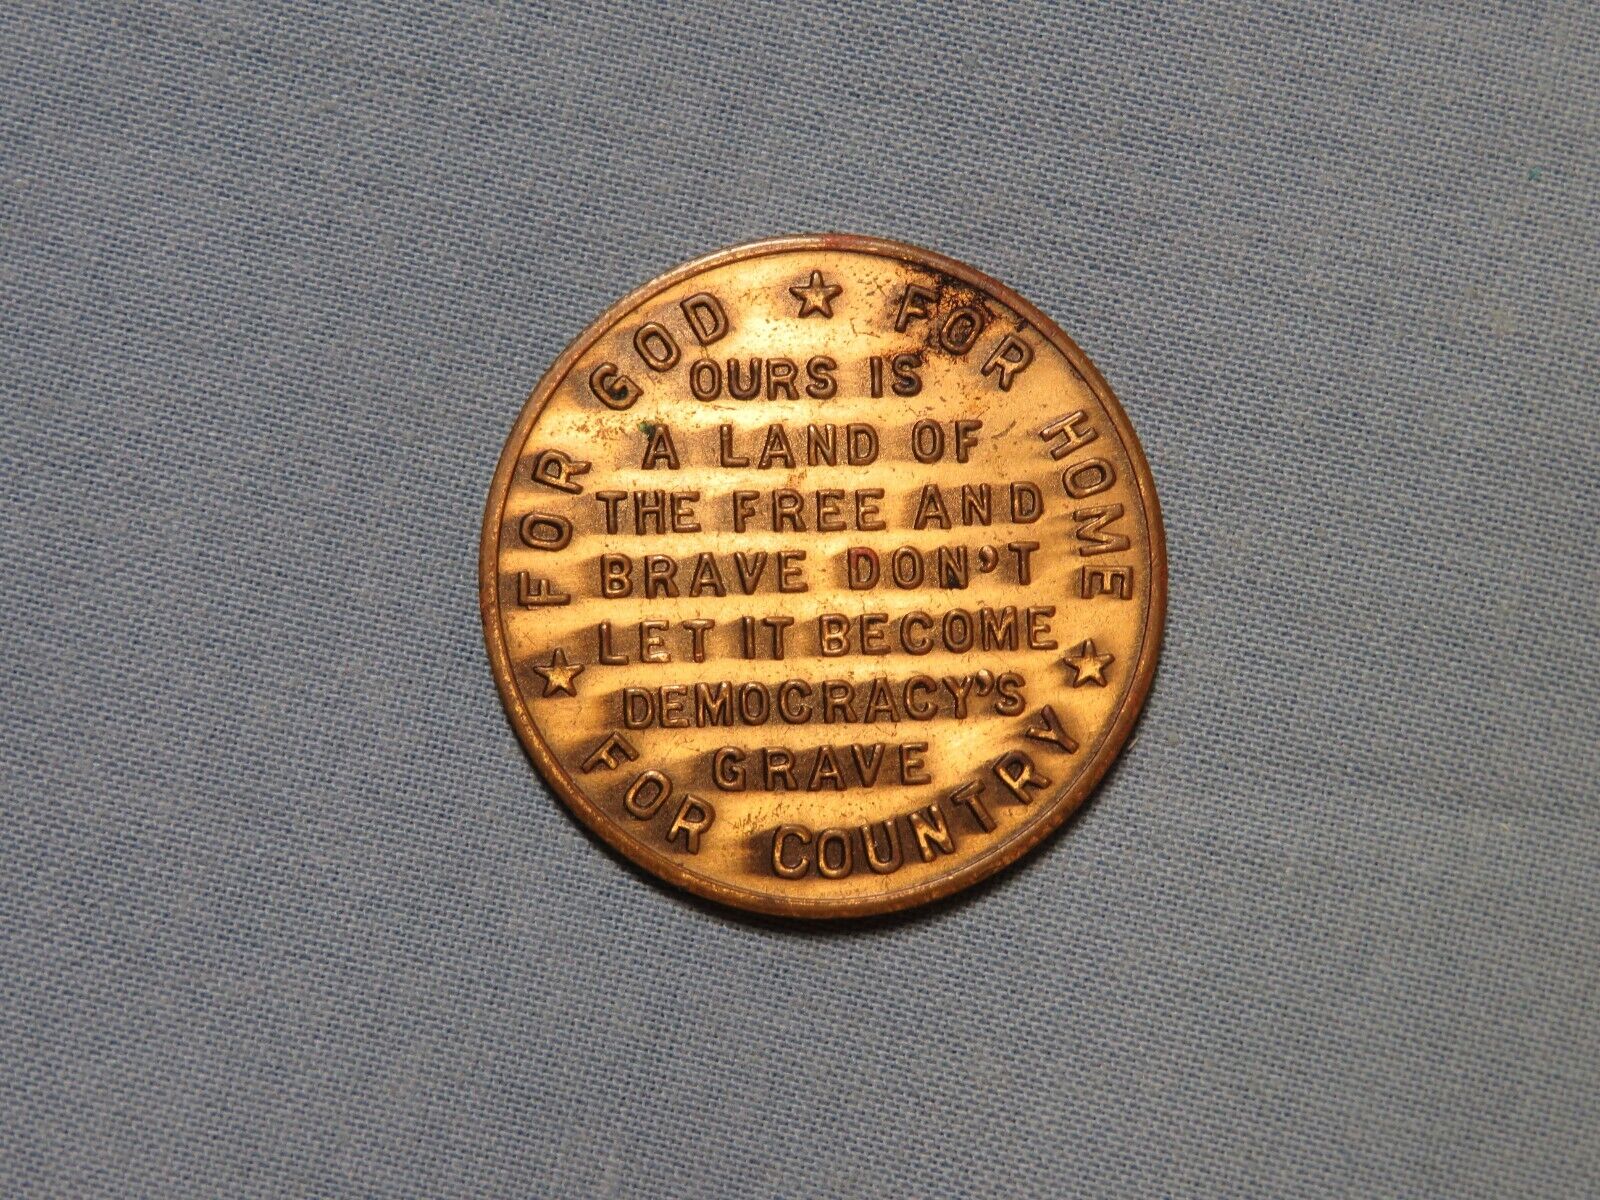 FOR GOD ★ FOR HOME ★
FOR COUNTRY ★
OURS IS
A LAND OF
THE FREE AND
BRAVE DON'T
LET IT BECOME
DEMOCRACY'S
GRAVE